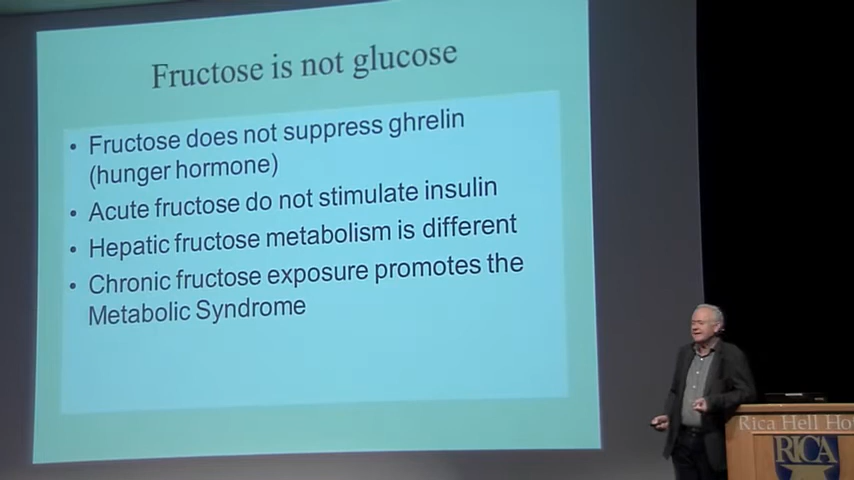 Fructose is not glucose
• Fructose does not suppress ghrelin
(hunger hormone)
• Acute fructose do not stimulate insulin
• Hepatic fructose metabolism is different
• Chronic fructose exposure promotes the
Metabolic Syndrome
Rica Hell Ho
RICA